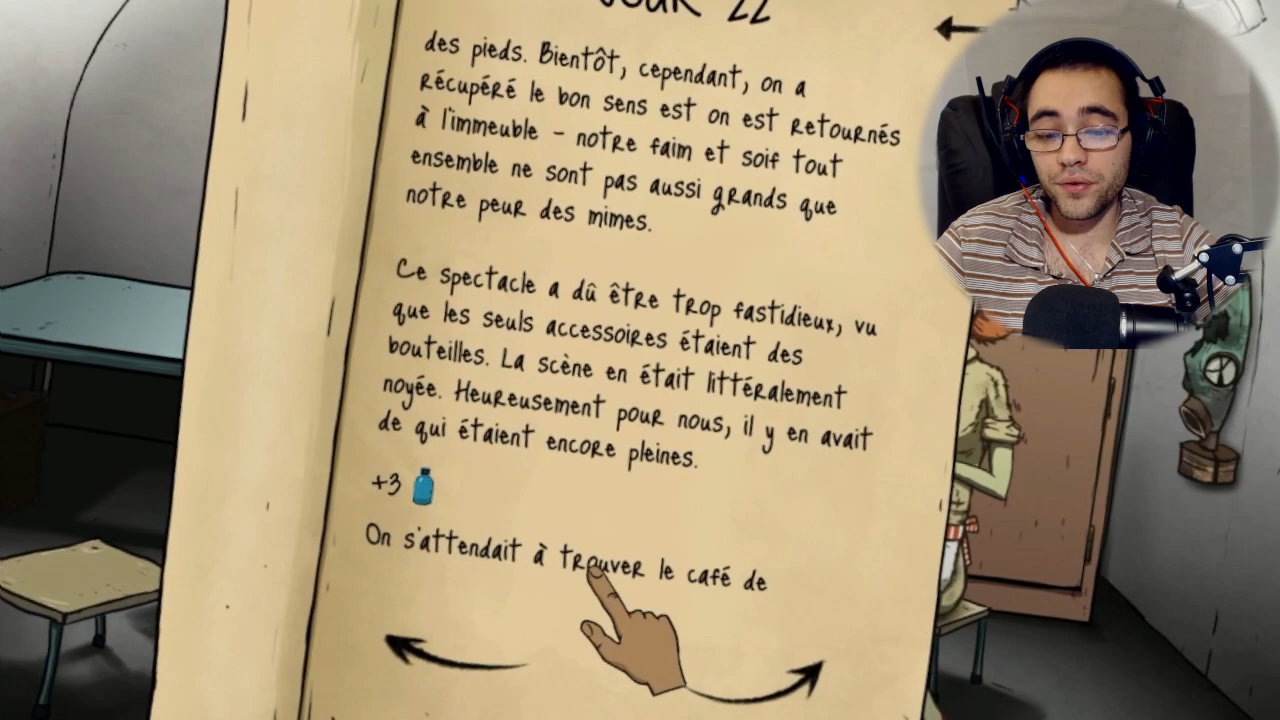 Jour 22
des pieds. Bientôt, cependant, on a
récupéré le bon sens est on est retournés
à l'immeuble - notre faim et soif tout
ensemble ne sont pas aussi grands que
notre peur des mimes.
Ce spectacle a dû être trop fastidieux, vu
que les seuls accessoires étaient des
bouteilles. La scène en était littéralement
noyée. Heureusement pour nous, il y en avait
de qui étaient encore pleines.
+3
On s'attendait à trouver le café de